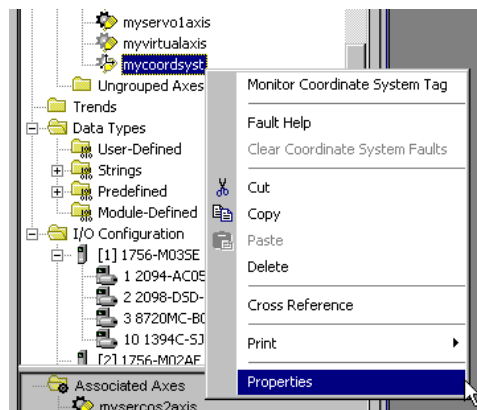 myservo1axis
myvirtualaxis
mycoordsyst
Ungrouped Axes
Trends
Data Types
User-Defined
Strings
Predefined
Module-Defined
I/O Configuration
[1] 1756-M03SE
1 2094-AC05
2 2098-DSD-
3 8720MC-B0
10 1394C-SJ
[2] 1756-M02AE
Associated Axes
mysercos2axis
Monitor Coordinate System Tag
Fault Help
Clear Coordinate System Faults
Cut
Copy
Paste
Delete
Cross Reference
Print
Properties